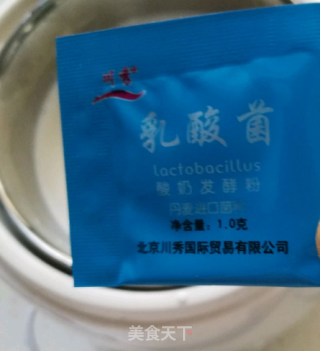 川秀
乳酸菌
lactobacillus
酸奶发酵粉
丹麦进口菌种
净含量：1.0克
北京川秀国际贸易有限公司
美食天下